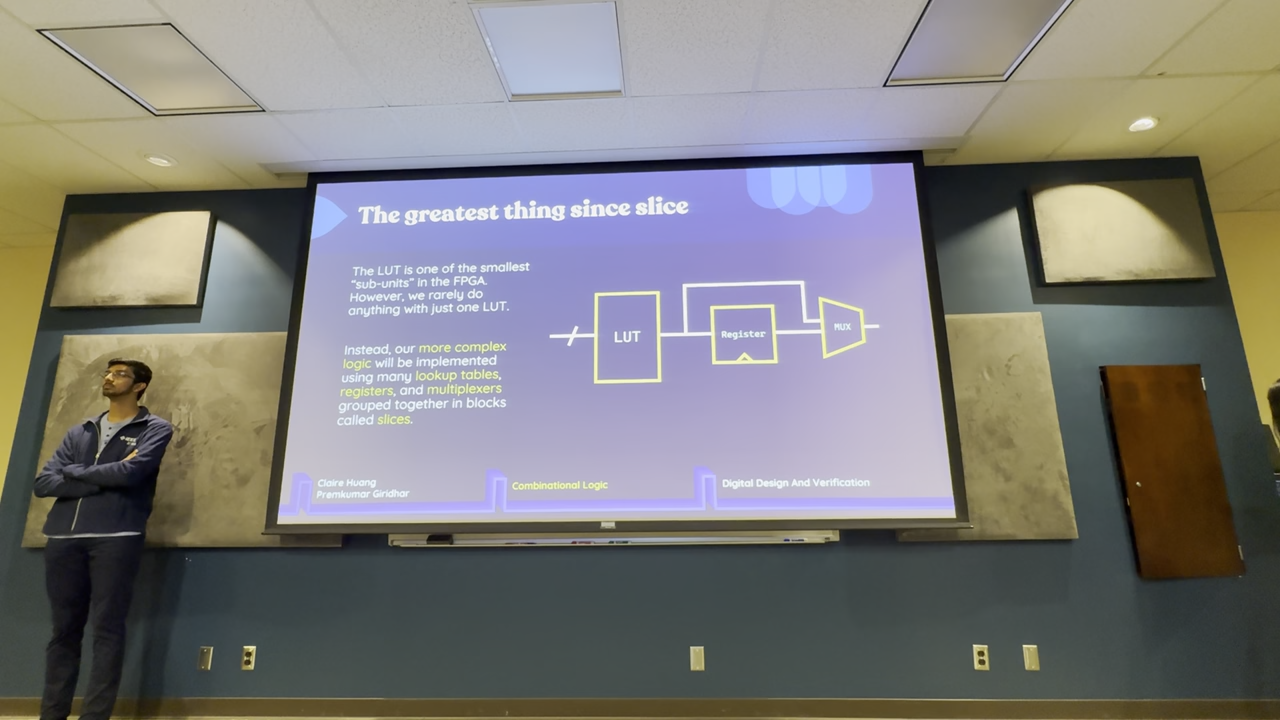 The greatest thing since slice
The LUT is one of the smallest
"sub-units" in the FPGA.
However, we rarely do
anything with just one LUT.
Instead, our more complex
logic will be implemented
using many lookup tables,
registers, and multiplexers
grouped together in blocks
called slices.
LUT
Register
MUX
Claire Huang
Premkumar Giridhar
Combinational Logic
Digital Design And Verification